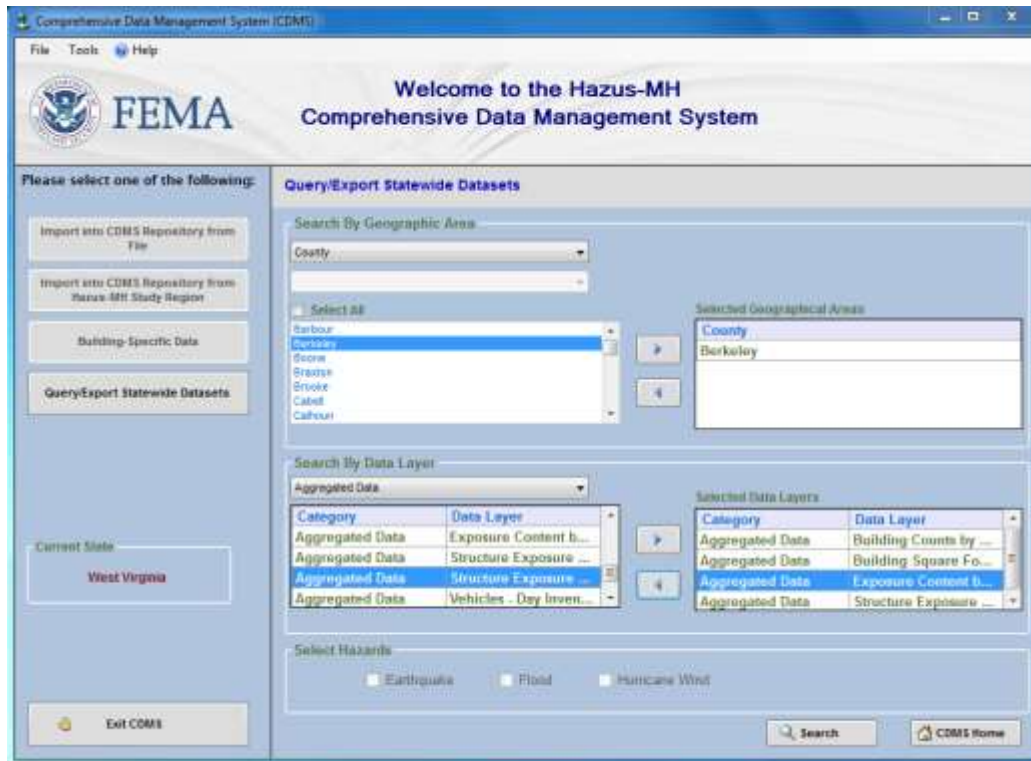 Comprehensive Data Management System (CDMS)
File Tools Help
FEMA
Welcome to the Hazus-MH
Comprehensive Data Management System
Please select one of the following:
Import into CDMS Repository from
File
Import into CDMS Repository from
Hazus-MH Study Region
Building-Specific Data
Query/Export Statewide Datasets
Current State
West Virginia
Exit CDMS
Query/Export Statewide Datasets
Search By Geographic Area
County
Select All
Barbour
Berkeley
Boone
Braxton
Brooke
Cabell
Calhoun
Selected Geographical Areas
County
Berkeley
Search By Data Layer
Aggregated Data
Category Data Layer
Aggregated Data Exposure Content b...
Aggregated Data Structure Exposure ...
Aggregated Data Structure Exposure ...
Aggregated Data Vehicles - Day Inven...
Selected Data Layers
Category Data Layer
Aggregated Data Building Counts by ...
Aggregated Data Building Square Fo...
Aggregated Data Exposure Content b...
Aggregated Data Structure Exposure ...
Select Hazards
Earthquake Flood Hurricane Wind
Search CDMS Home